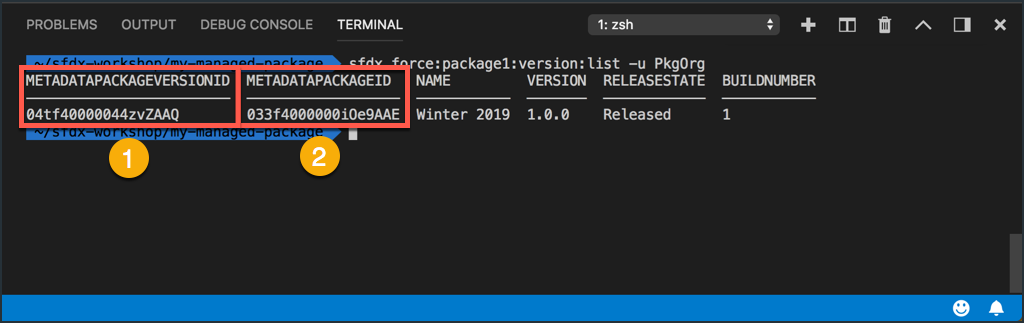 PROBLEMS OUTPUT DEBUG CONSOLE TERMINAL 1: zsh
~/sfdx-workshop/my-managed-package sfdx force:package1:version:list -u PkgOrg
METADATAPACKAGEVERSIONID METADATAPACKAGEID NAME VERSION RELEASESTATE BUILDNUMBER
04tf40000044zvZAAQ 033f4000000iOe9AAE Winter 2019 1.0.0 Released 1
~/sfdx-workshop/my-managed-package
1 2